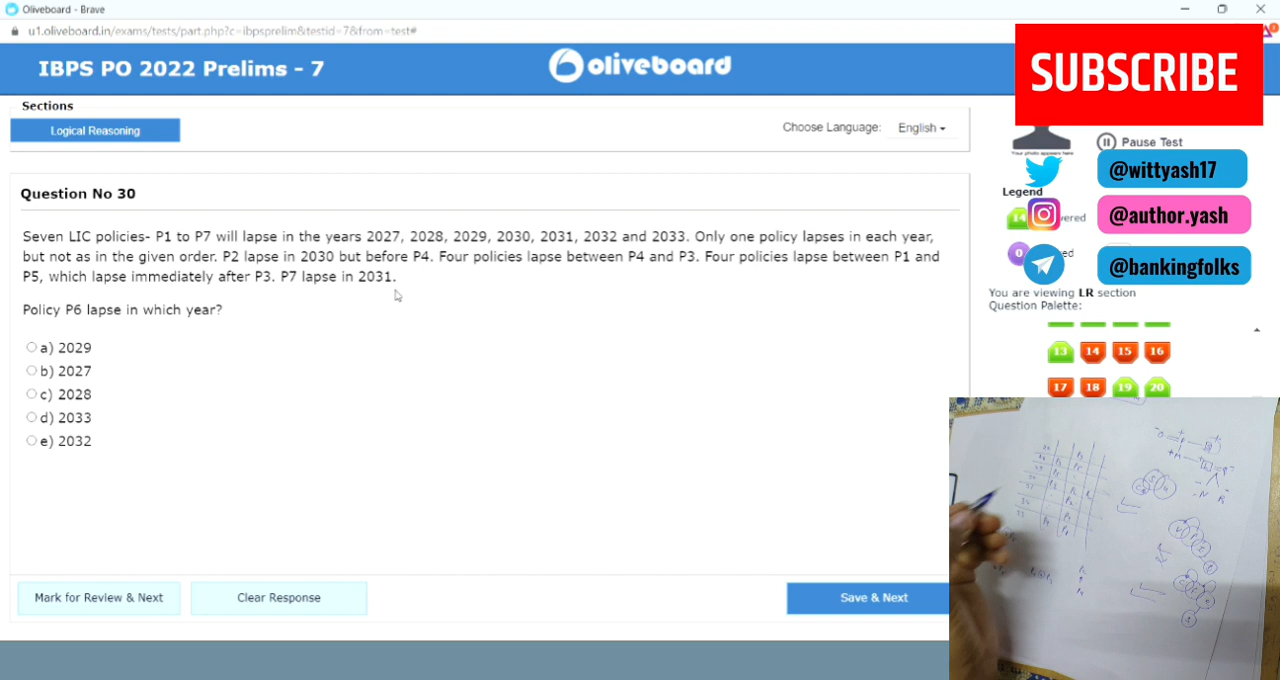 Oliveboard - Brave
u1.oliveboard.in/exams/tests/part.php?c=ibpsprelim&testid=7&from=test#
IBPS PO 2022 Prelims - 7
oliveboard
SUBSCRIBE
Sections
Logical Reasoning
Choose Language: English
Your photo appears here
Pause Test
@wittyash17
Legend
14
@author.yash
0
@bankingfolks
You are viewing LR section
Question Palette:
13 14 15 16
17 18 19 20
Question No 30
Seven LIC policies- P1 to P7 will lapse in the years 2027, 2028, 2029, 2030, 2031, 2032 and 2033. Only one policy lapses in each year,
but not as in the given order. P2 lapse in 2030 but before P4. Four policies lapse between P4 and P3. Four policies lapse between P1 and
P5, which lapse immediately after P3. P7 lapse in 2031.
Policy P6 lapse in which year?
a) 2029
b) 2027
c) 2028
d) 2033
e) 2032
Mark for Review & Next
Clear Response
Save & Next